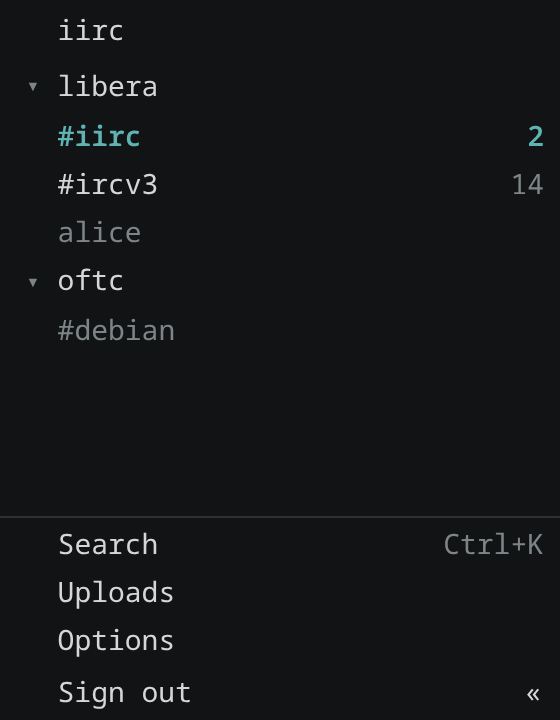 iirc
▾ libera
#iirc 2
#ircv3 14
alice
▾ oftc
#debian
Search Ctrl+K
Uploads
Options
Sign out «